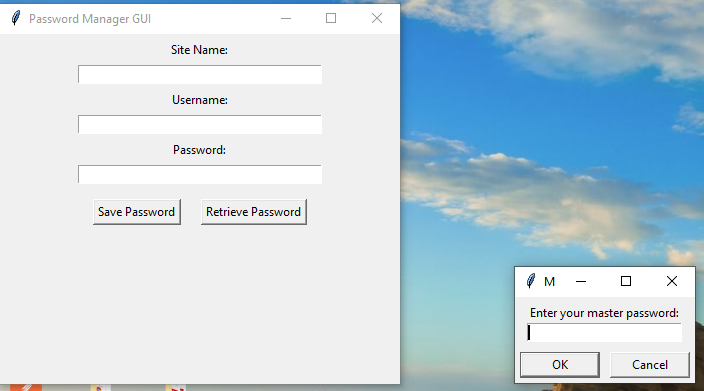 Password Manager GUI
Site Name:
Username:
Password:
Save Password
Retrieve Password
M
Enter your master password:
OK
Cancel